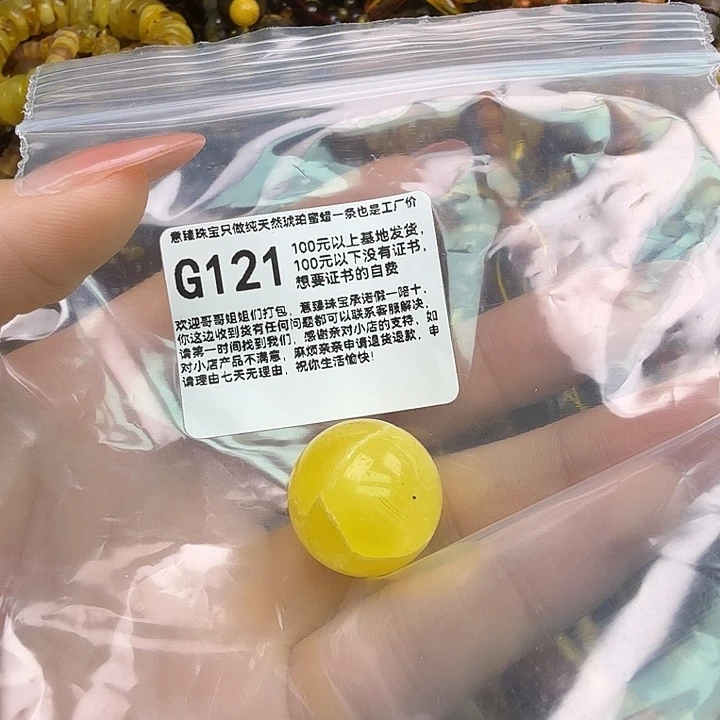 意臻珠宝只做纯天然琥珀蜜蜡一条也是工厂价
G121
100元以上基地发货,
100元以下没有证书,
想要证书的自费
欢迎哥哥姐姐们打包, 意臻珠宝承诺假一赔十、
你这边收到货有任何问题都可以联系客服解决,
请第一时间找到我们, 感谢亲对小店的支持、如
对小店产品不满意, 麻烦亲亲申请退货退款, 申
请理由七天无理由, 祝你生活愉快!